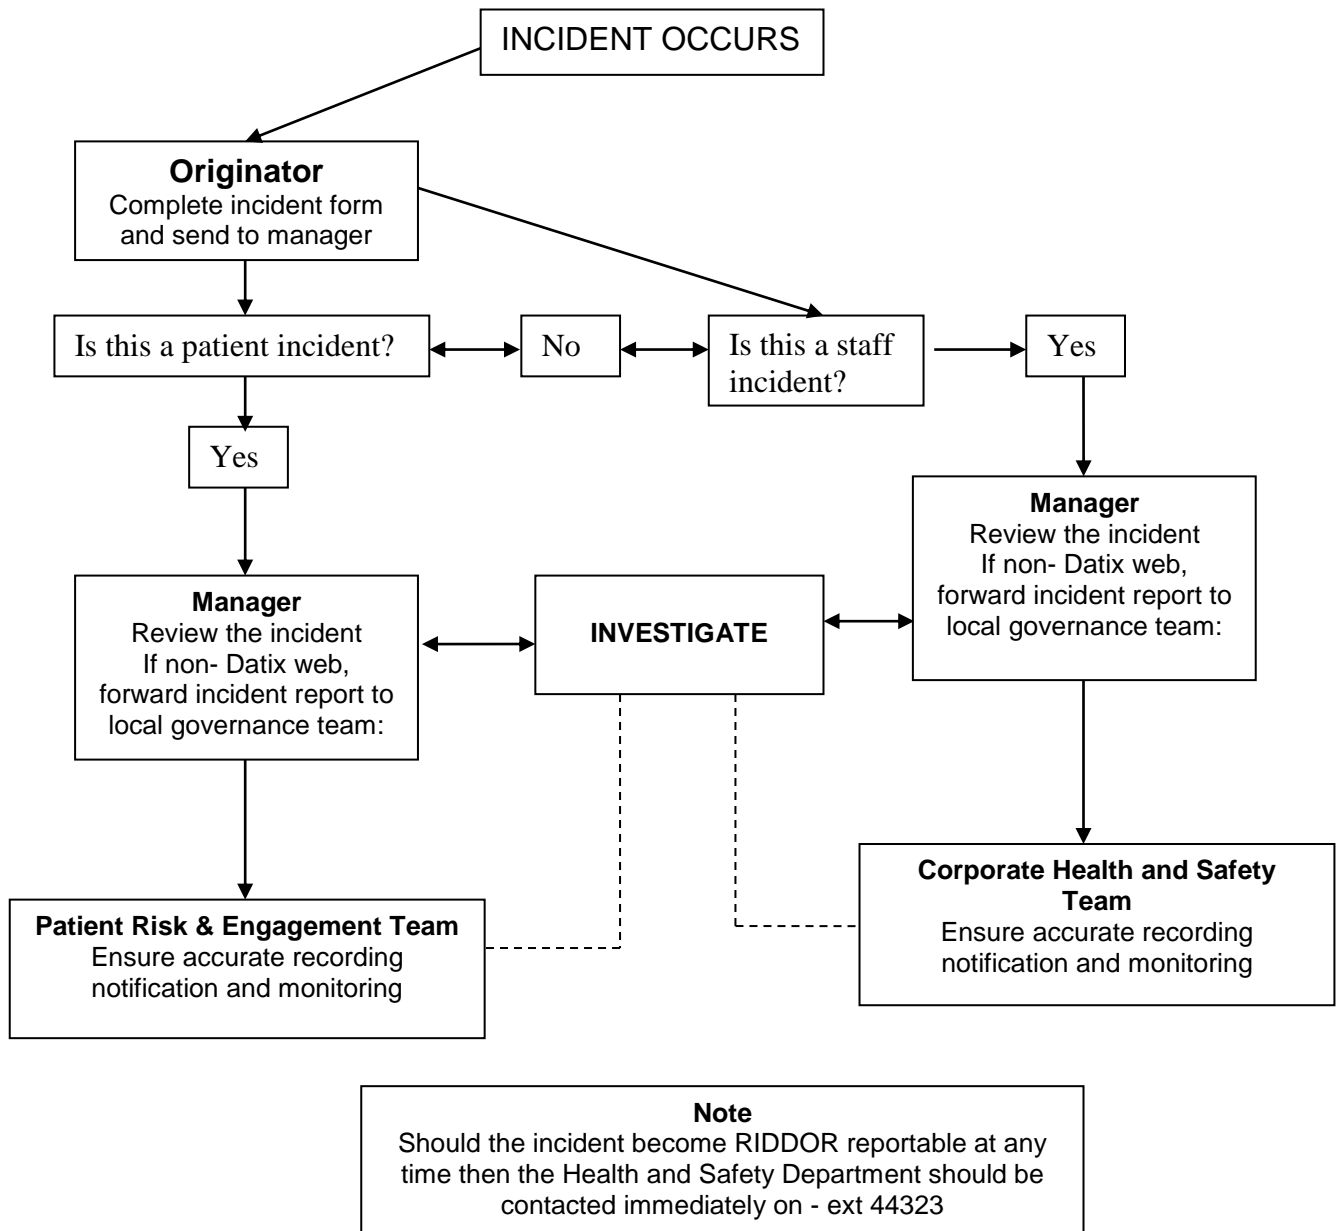 INCIDENT OCCURS
Originator
Complete incident form
and send to manager
Is this a patient incident?
No
Is this a staff
incident?
Yes
Yes
Manager
Review the incident
If non- Datix web,
forward incident report to
local governance team:
Manager
Review the incident
If non- Datix web,
forward incident report to
local governance team:
INVESTIGATE
Corporate Health and Safety
Team
Ensure accurate recording
notification and monitoring
Patient Risk & Engagement Team
Ensure accurate recording
notification and monitoring
Note
Should the incident become RIDDOR reportable at any
time then the Health and Safety Department should be
contacted immediately on - ext 44323